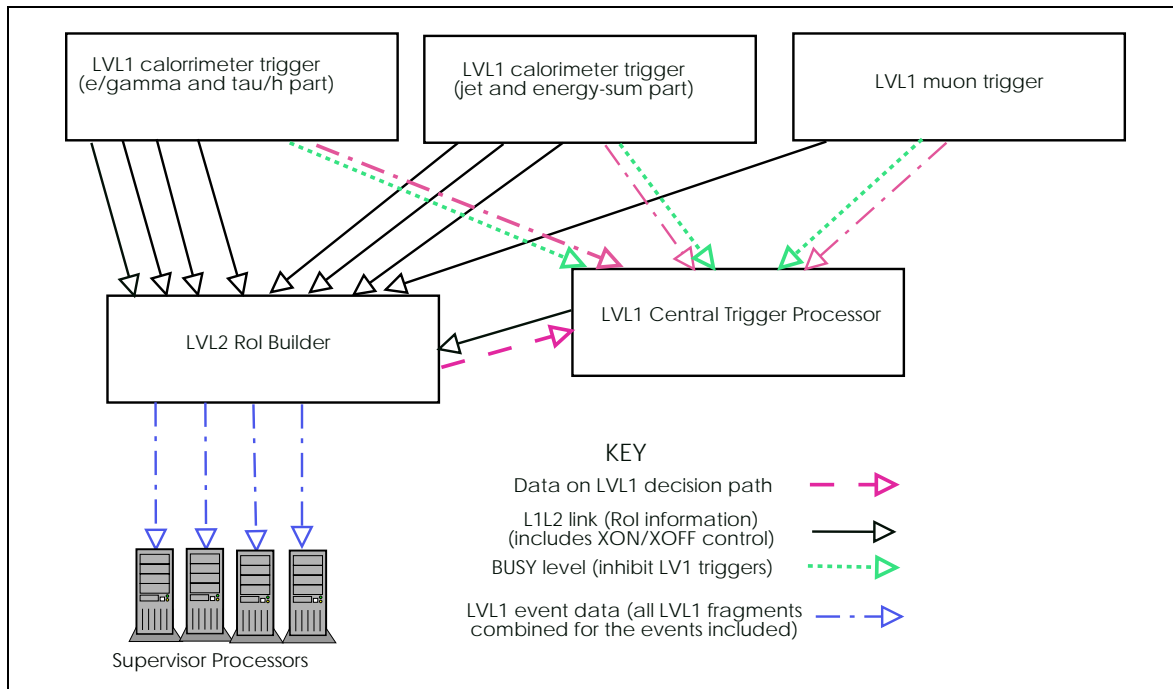 LVL1 calorrimeter trigger
(e/gamma and tau/h part)
LVL1 calorimeter trigger
(jet and energy-sum part)
LVL1 muon trigger
LVL2 RoI Builder
LVL1 Central Trigger Processor
KEY
Data on LVL1 decision path
L1L2 link (RoI information)
(includes XON/XOFF control)
BUSY level (inhibit LV1 triggers)
LVL1 event data (all LVL1 fragments
combined for the events included)
Supervisor Processors